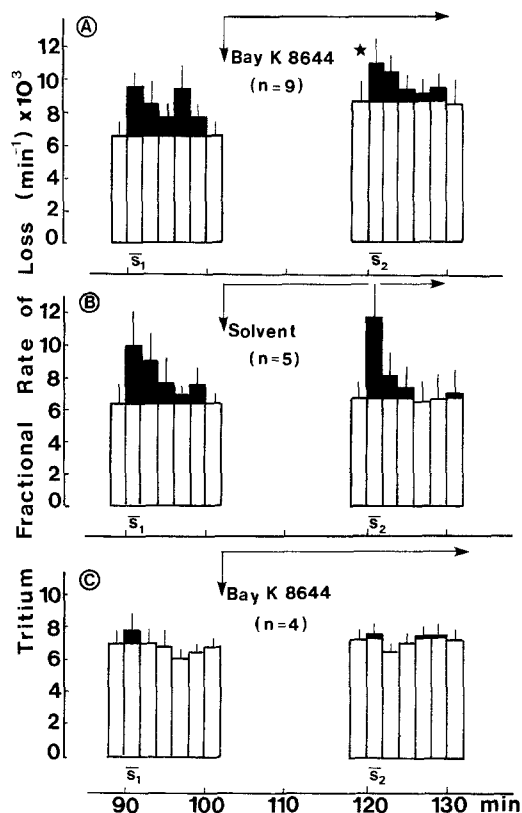 Tritium Fractional Rate of Loss (min⁻¹) x10³
A
12
10
8
6
4
2
0
Bay K 8644
(n=9)
★
S̅₁
S̅₂
B
12
10
8
6
4
2
0
Solvent
(n=5)
S̅₁
S̅₂
C
10
8
6
4
2
0
Bay K 8644
(n=4)
S̅₁
S̅₂
90 100 120 130 min